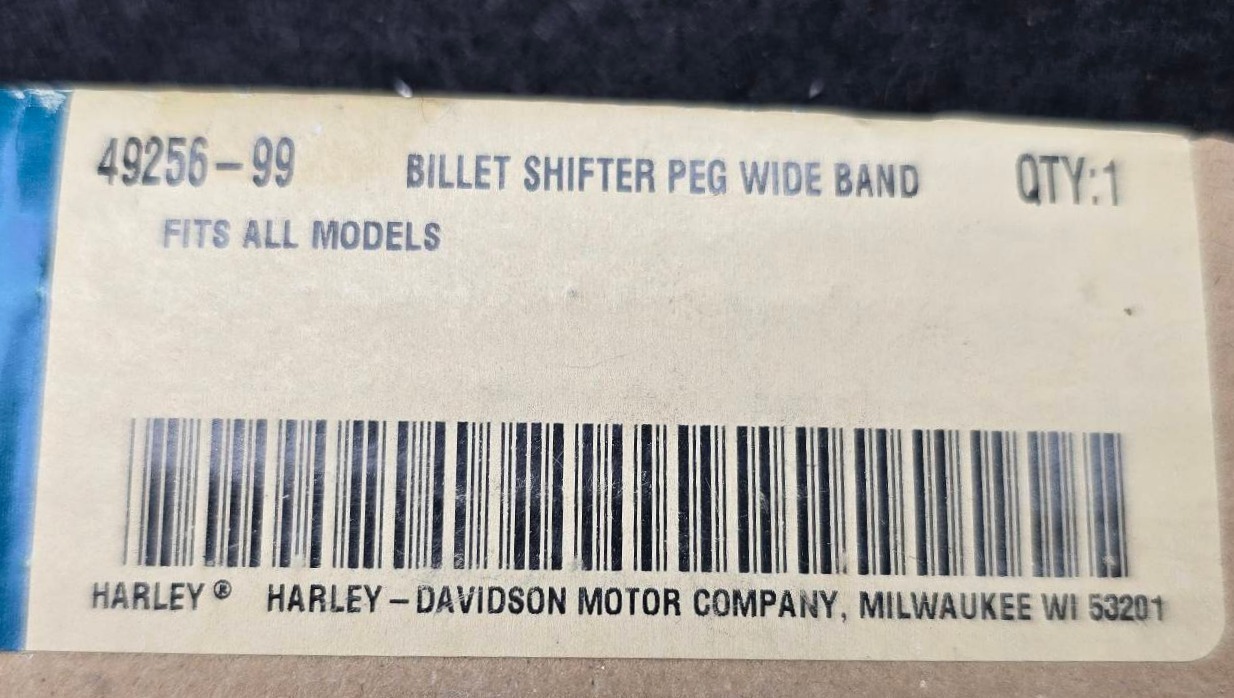 49256-99 BILLET SHIFTER PEG WIDE BAND QTY:1
FITS ALL MODELS
HARLEY® HARLEY-DAVIDSON MOTOR COMPANY, MILWAUKEE WI 53201